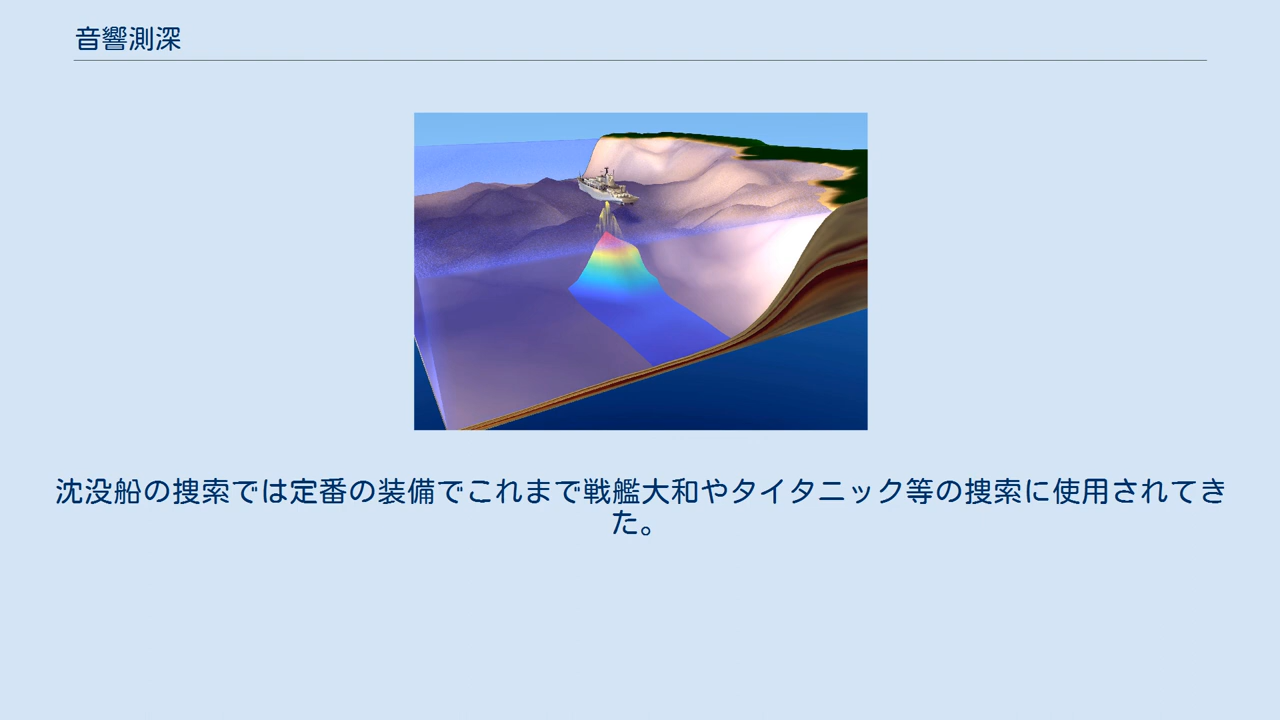 音響測深
沈没船の捜索では定番の装備でこれまで戦艦大和やタイタニック等の捜索に使用されてき
た。